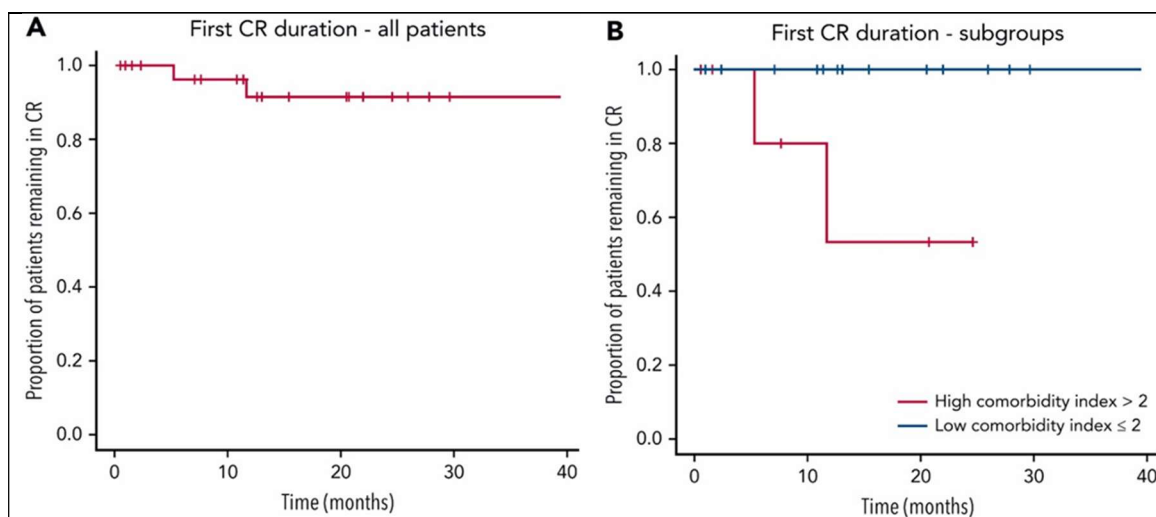 A
First CR duration - all patients
Proportion of patients remaining in CR
1.0
0.8
0.6
0.4
0.2
0.0
0 10 20 30 40
Time (months)
B
First CR duration - subgroups
Proportion of patients remaining in CR
1.0
0.8
0.6
0.4
0.2
0.0
High comorbidity index > 2
Low comorbidity index ≤ 2
0 10 20 30 40
Time (months)